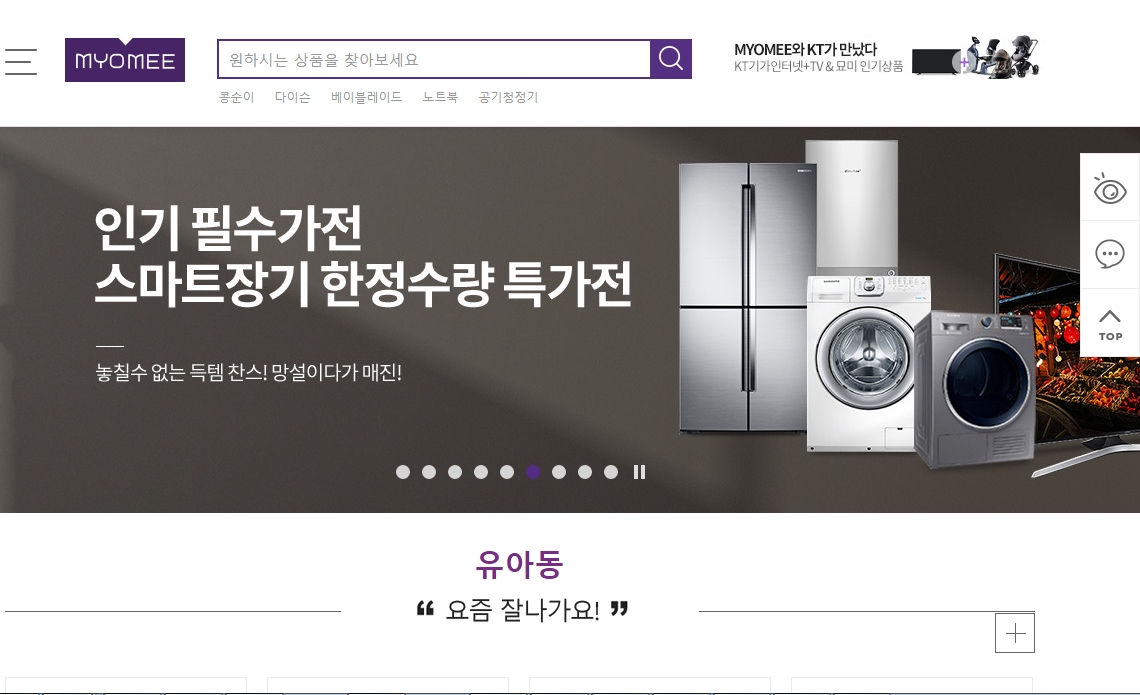 MYOMEE
원하시는 상품을 찾아보세요
MYOMEE와 KT가 만났다
KT기가인터넷+TV & 묘미 인기상품
콩순이 다이슨 베이블레이드 노트북 공기청정기
인기 필수가전
스마트장기 한정수량 특가전
놓칠수 없는 득템 찬스! 망설이다가 매진!
TOP
유아동
❝ 요즘 잘나가요! ❞